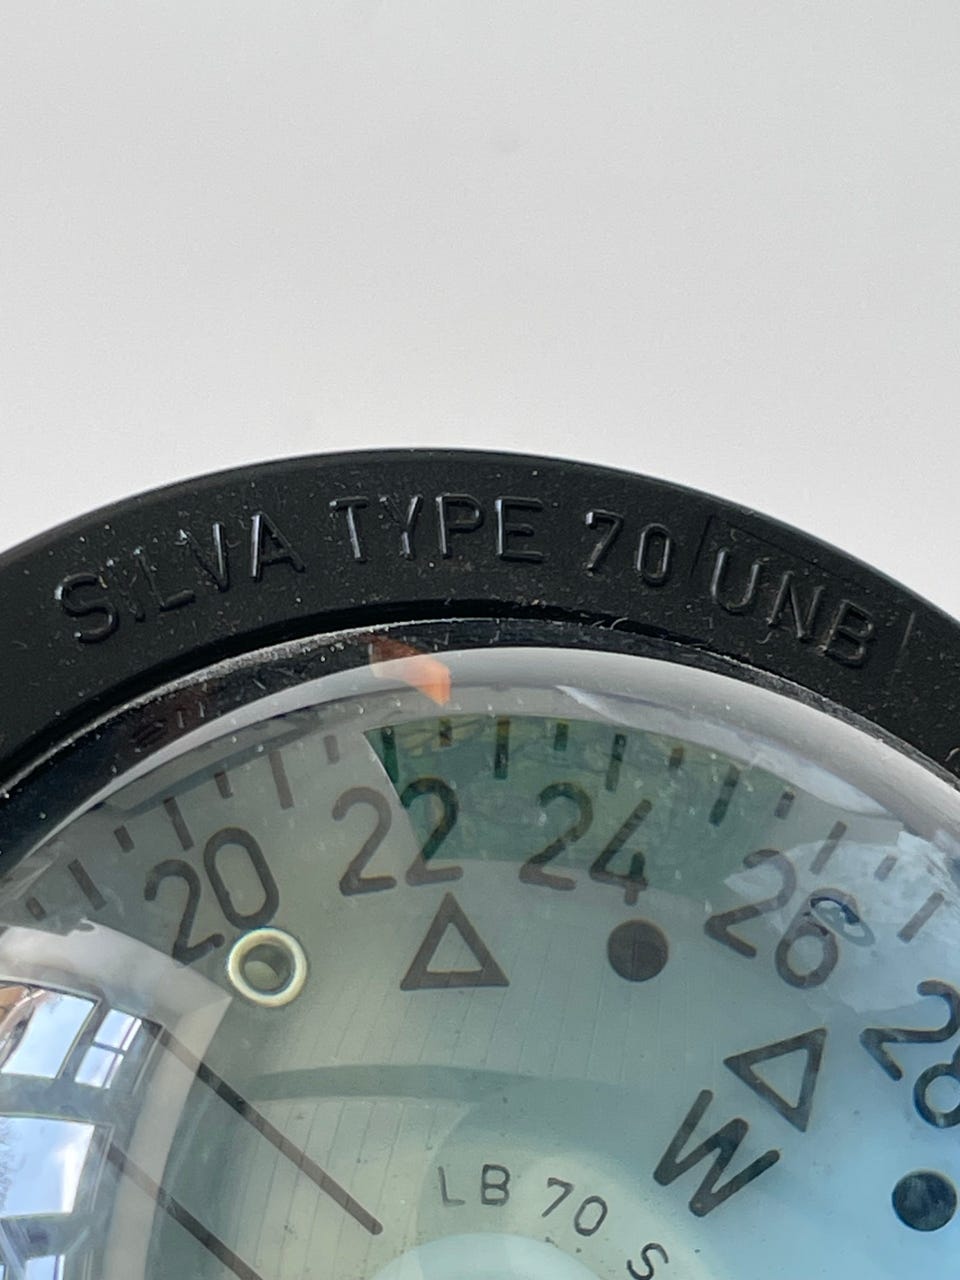 SILVA TYPE 70 UNB
20 22 24 26 28
W
LB 70 S